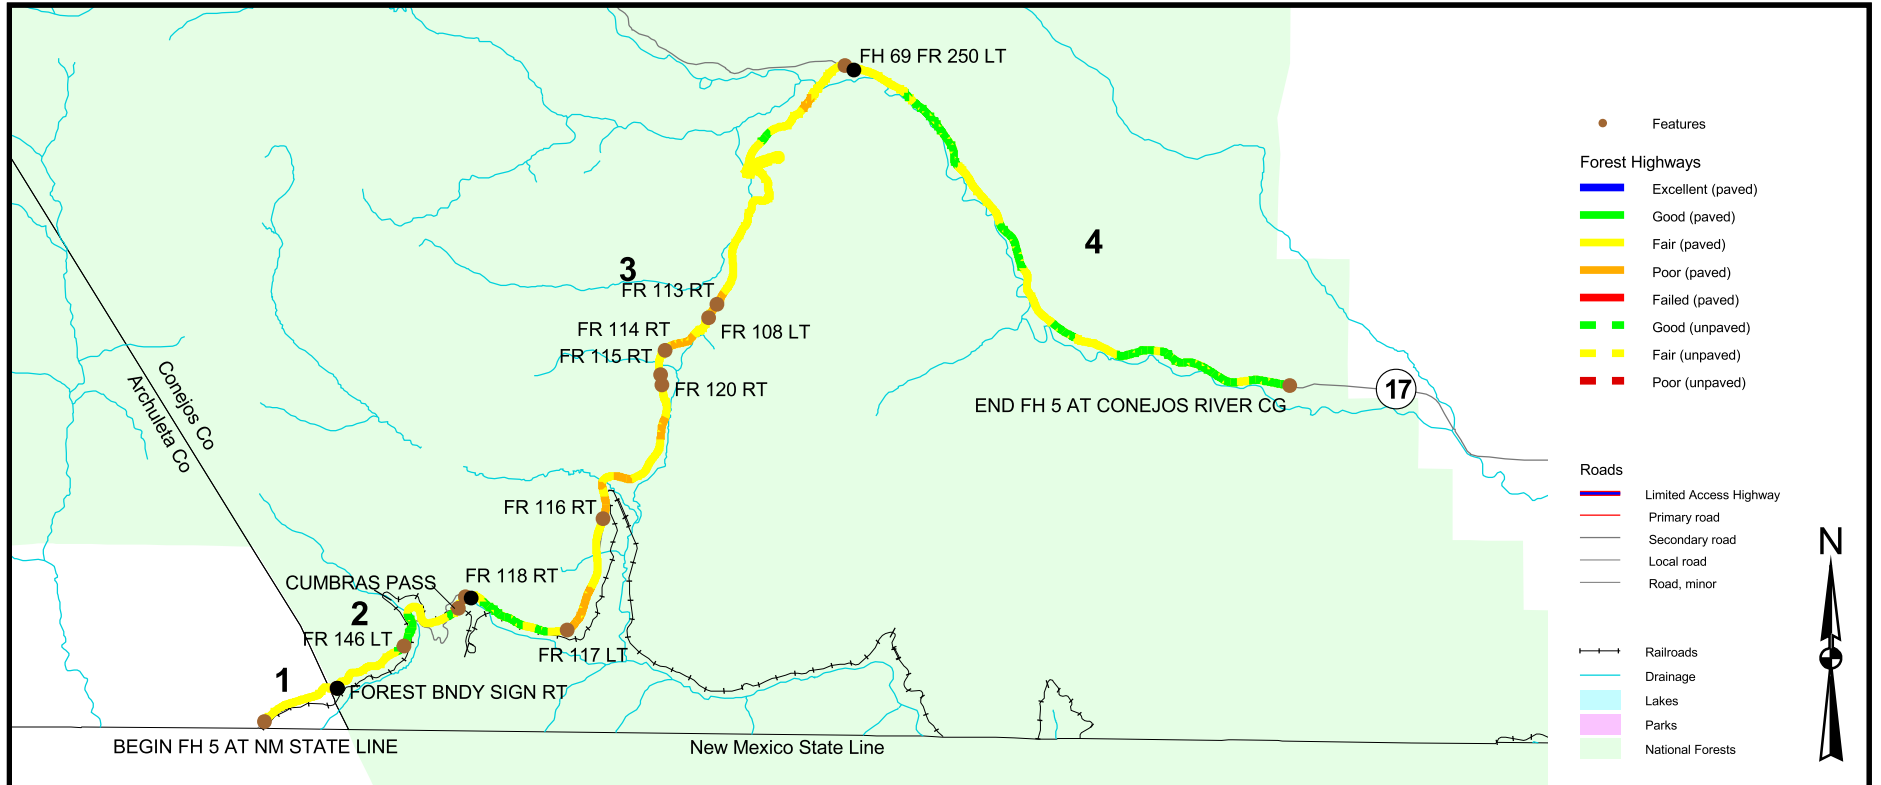 FH 69 FR 250 LT
4
3
FR 113 RT
FR 114 RT
FR 108 LT
FR 115 RT
FR 120 RT
END FH 5 AT CONEJOS RIVER CG
17
Conejos Co
Archuleta Co
FR 116 RT
FR 118 RT
CUMBRAS PASS
2
FR 146 LT
FR 117 LT
1
FOREST BNDY SIGN RT
BEGIN FH 5 AT NM STATE LINE
New Mexico State Line
Features
Forest Highways
Excellent (paved)
Good (paved)
Fair (paved)
Poor (paved)
Failed (paved)
Good (unpaved)
Fair (unpaved)
Poor (unpaved)
Roads
Limited Access Highway
Primary road
Secondary road
Local road
Road, minor
Railroads
Drainage
Lakes
Parks
National Forests
N